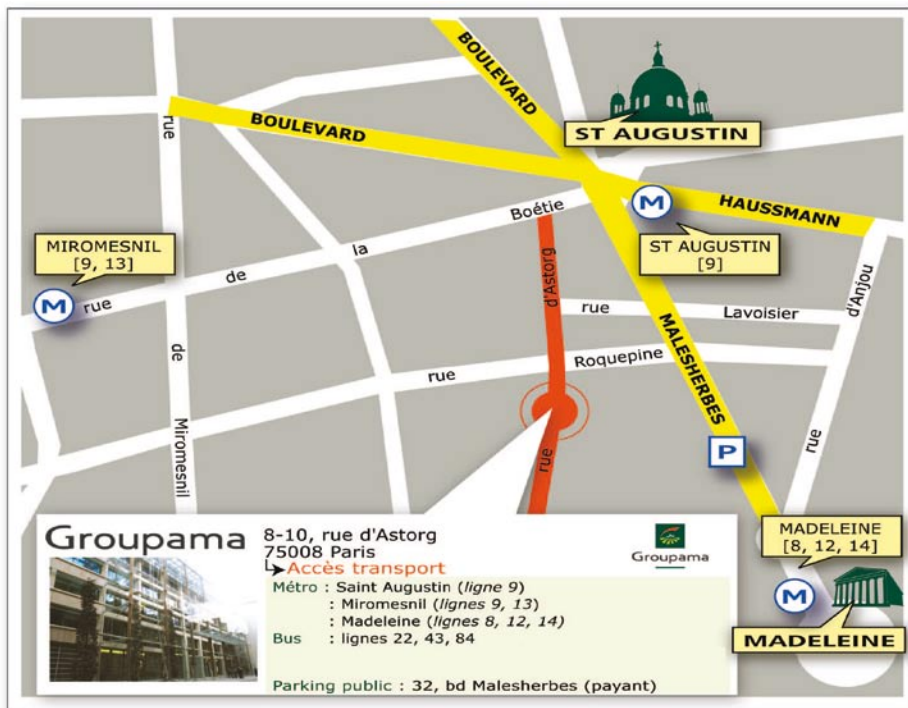 BOULEVARD
BOULEVARD
ST AUGUSTIN
rue
Boétie
HAUSSMANN
MIROMESNIL
[9, 13]
la
M
ST AUGUSTIN
[9]
M
rue
de
d'Astorg
rue
Lavoisier
d'Anjou
de
MALESHERBES
rue
Roquepine
Miromesnil
rue
P
rue
Groupama
8-10, rue d'Astorg
75008 Paris
Accès transport
Groupama
Métro : Saint Augustin (ligne 9)
: Miromesnil (lignes 9, 13)
: Madeleine (lignes 8, 12, 14)
Bus : lignes 22, 43, 84
Parking public : 32, bd Malesherbes (payant)
MADELEINE
[8, 12, 14]
M
MADELEINE